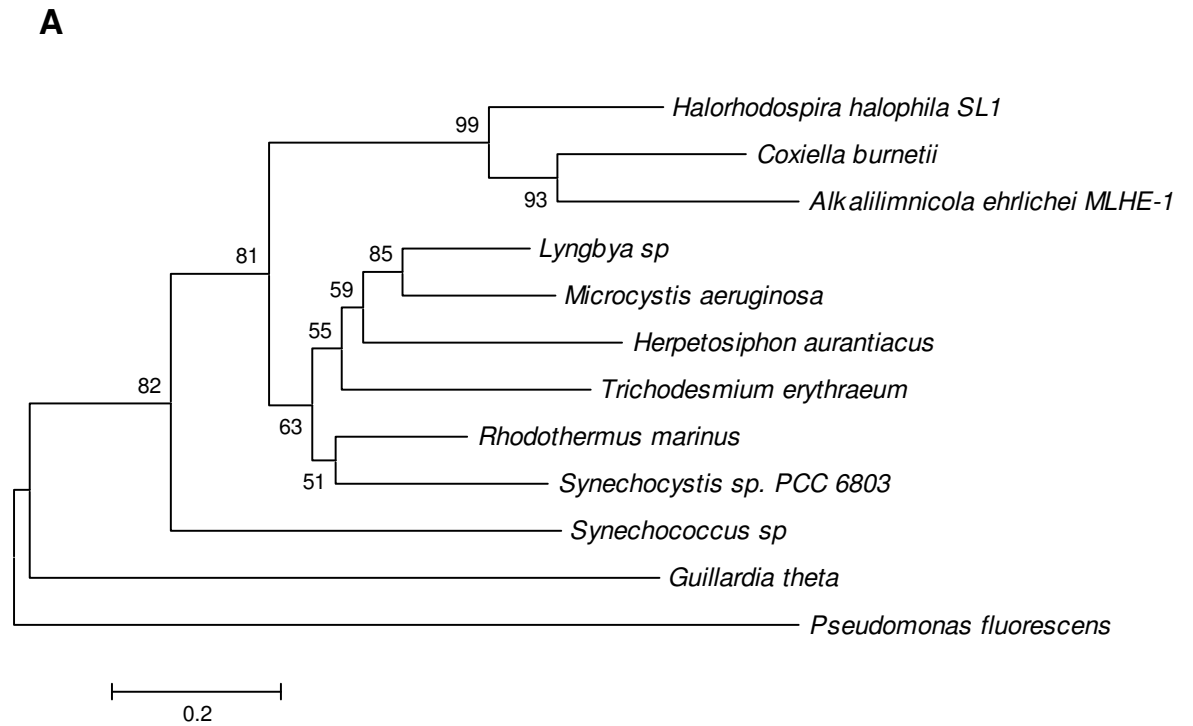 A
99
Halorhodospira halophila SL1
Coxiella burnetii
93
Alkalilimnicola ehrlichei MLHE-1
81
85
Lyngbya sp
59
Microcystis aeruginosa
55
Herpetosiphon aurantiacus
82
Trichodesmium erythraeum
63
Rhodothermus marinus
51
Synechocystis sp. PCC 6803
Synechococcus sp
Guillardia theta
Pseudomonas fluorescens
0.2